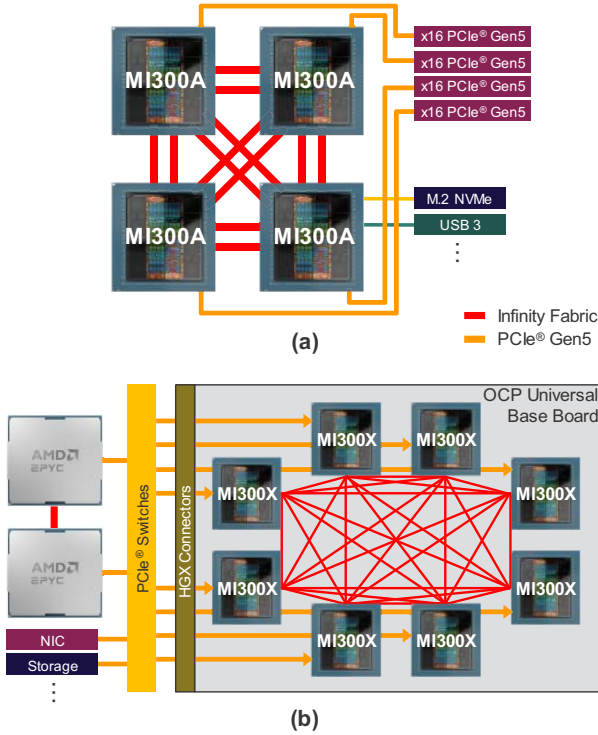 MI300A
MI300A
x16 PCIe® Gen5
x16 PCIe® Gen5
x16 PCIe® Gen5
x16 PCIe® Gen5
MI300A
MI300A
M.2 NVMe
USB 3
⋮
Infinity Fabric
PCIe® Gen5
(a)
OCP Universal
Base Board
AMD
EPYC
AMD
EPYC
NIC
Storage
⋮
PCIe® Switches
HGX Connectors
MI300X
MI300X
MI300X
MI300X
MI300X
MI300X
MI300X
MI300X
(b)